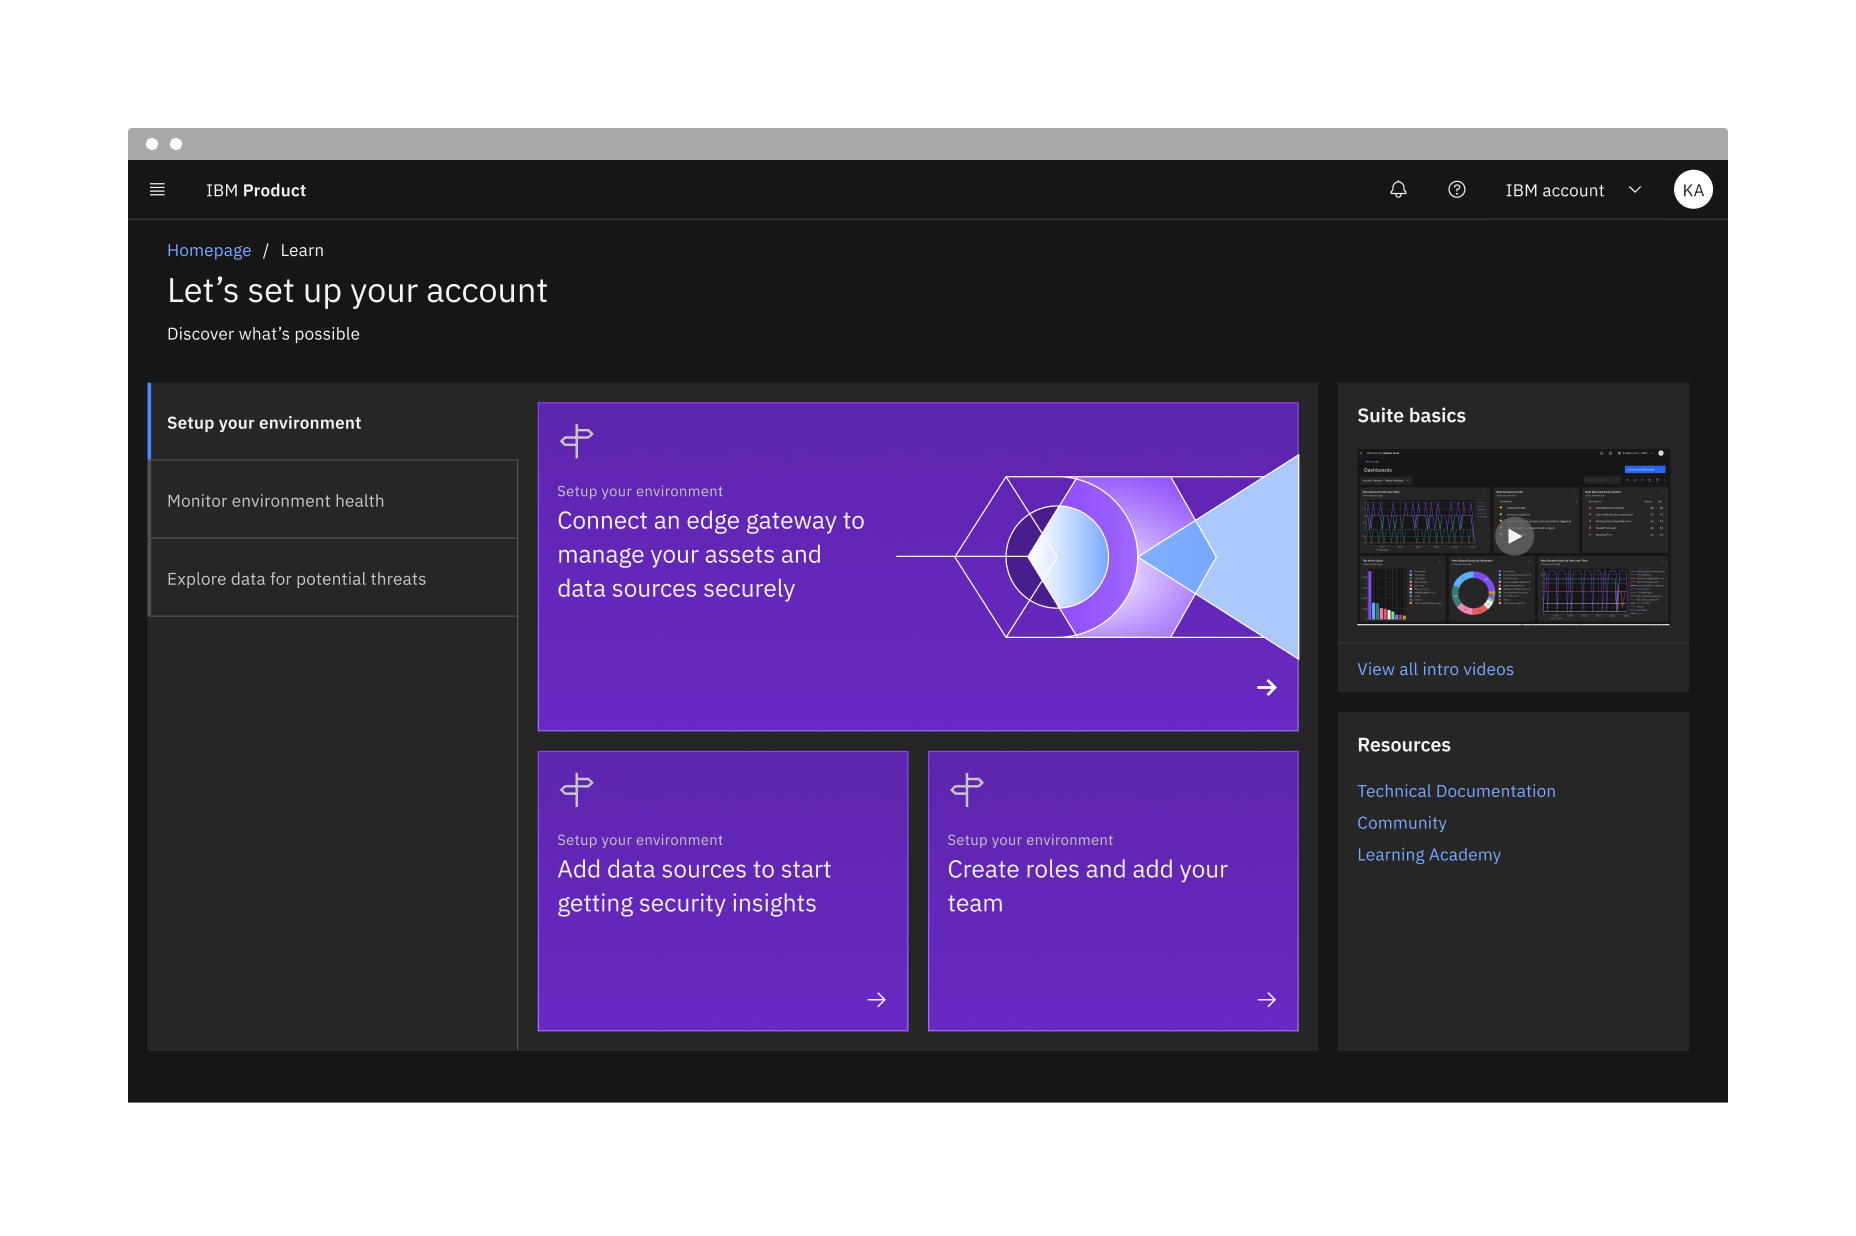 IBM Product
IBM account
KA
Homepage / Learn
Let’s set up your account
Discover what’s possible
Setup your environment
Monitor environment health
Explore data for potential threats
Setup your environment
Connect an edge gateway to
manage your assets and
data sources securely
Setup your environment
Add data sources to start
getting security insights
Setup your environment
Create roles and add your
team
Suite basics
Dashboards
View all intro videos
Resources
Technical Documentation
Community
Learning Academy